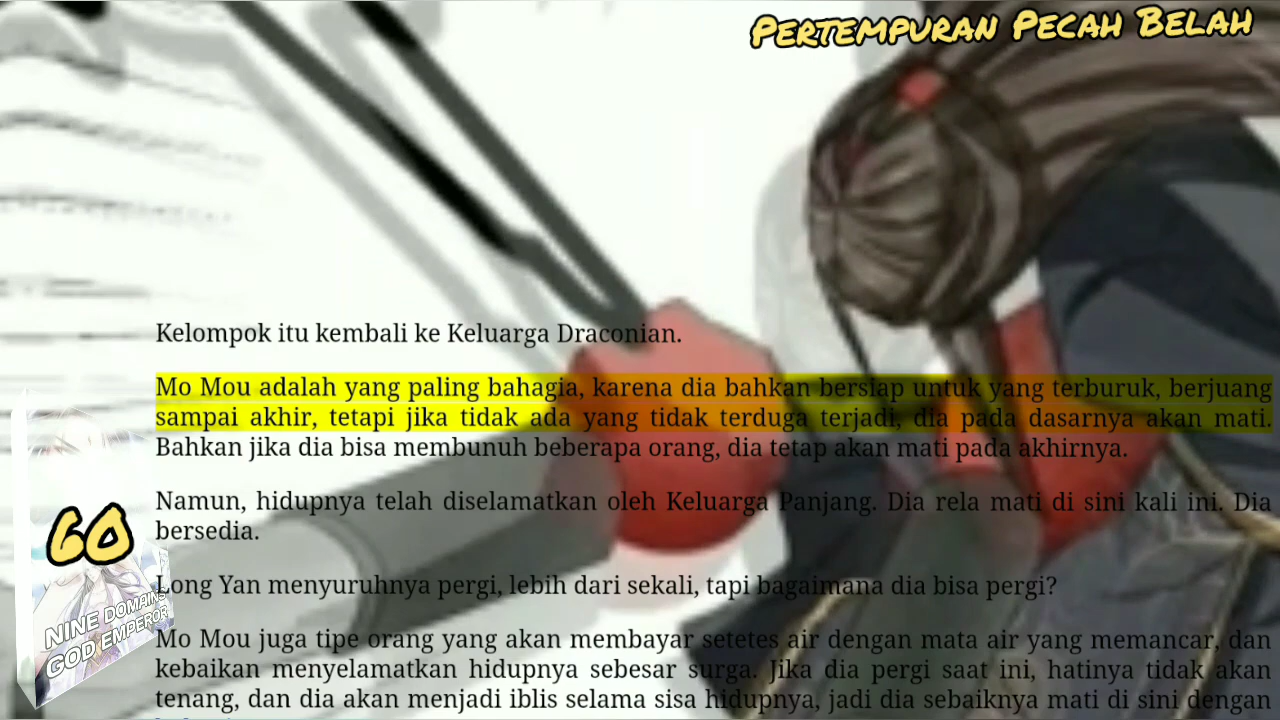 Pertempuran Pecah Belah
Kelompok itu kembali ke Keluarga Draconian.
Mo Mou adalah yang paling bahagia, karena dia bahkan bersiap untuk yang terburuk, berjuang
sampai akhir, tetapi jika tidak ada yang tidak terduga terjadi, dia pada dasarnya akan mati.
Bahkan jika dia bisa membunuh beberapa orang, dia tetap akan mati pada akhirnya.
Namun, hidupnya telah diselamatkan oleh Keluarga Panjang. Dia rela mati di sini kali ini. Dia
bersedia.
Long Yan menyuruhnya pergi, lebih dari sekali, tapi bagaimana dia bisa pergi?
Mo Mou juga tipe orang yang akan membayar setetes air dengan mata air yang memancar, dan
kebaikan menyelamatkan hidupnya sebesar surga. Jika dia pergi saat ini, hatinya tidak akan
tenang, dan dia akan menjadi iblis selama sisa hidupnya, jadi dia sebaiknya mati di sini dengan
60
NINE DOMAINS
GOD EMPEROR